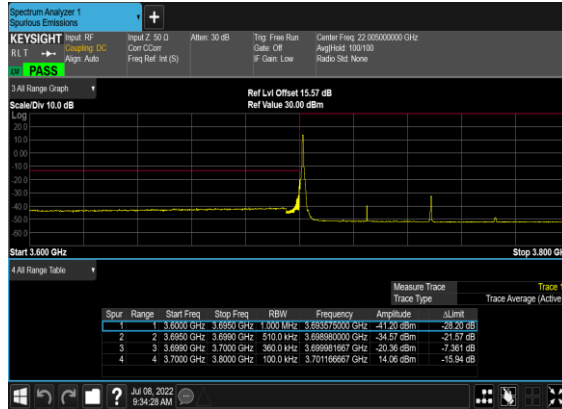 Spectrum Analyzer 1
Spurious Emissions
+
KEYSIGHT Input: RF Input Z: 50 Ω Atten: 30 dB Trig: Free Run Center Freq: 22.005000000 GHz
RLT Coupling: DC Corr CCorr Gate: Off Avg|Hold: 100/100
Align: Auto Freq Ref: Int (S) IF Gain: Low Radio Std: None
LW PASS
3 All Range Graph
Ref Lvl Offset 15.57 dB
Scale/Div 10.0 dB Ref Value 30.00 dBm
Log
20.0
10.0
0.00
-10.0
-20.0
-30.0
-40.0
-50.0
-60.0
Start 3.600 GHz Stop 3.800 GH
4 All Range Table
Measure Trace Trace 1
Trace Type Trace Average (Active
Spur Range Start Freq Stop Freq RBW Frequency Amplitude ΔLimit
1 1 3.6000 GHz 3.6950 GHz 1.000 MHz 3.693575000 GHz -41.20 dBm -28.20 dB
2 2 3.6950 GHz 3.6990 GHz 510.0 kHz 3.698980000 GHz -34.57 dBm -21.57 dB
3 3 3.6990 GHz 3.7000 GHz 360.0 kHz 3.699981667 GHz -20.36 dBm -7.361 dB
4 4 3.7000 GHz 3.8000 GHz 100.0 kHz 3.701166667 GHz 14.06 dBm -15.94 dB
? Jul 08, 2022
9:34:28 AM